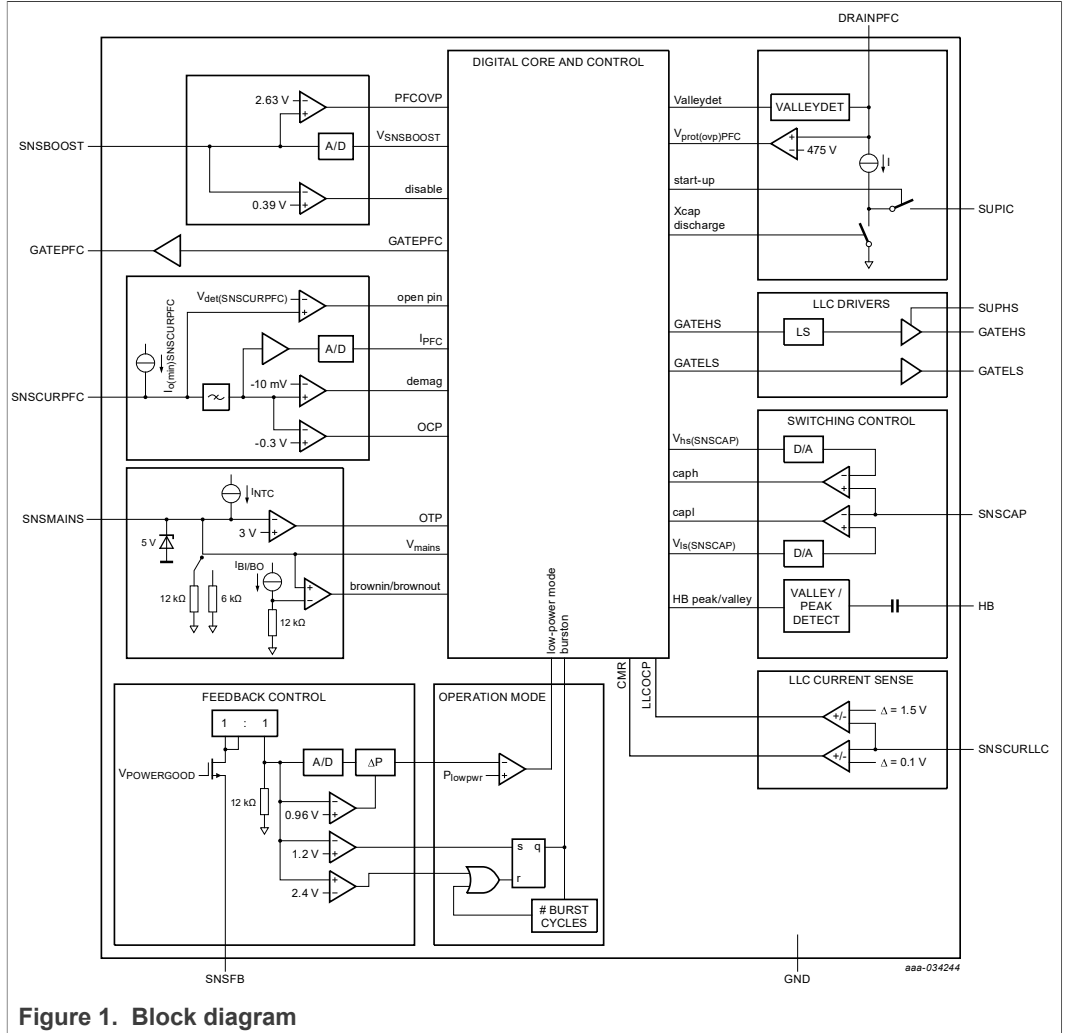 DRAINPFC
DIGITAL CORE AND CONTROL
2.63 V
PFCOVP
SNSBOOST
A/D
VSNSBOOST
0.39 V
disable
Valleydet
VALLEYDET
Vprot(ovp)PFC
475 V
I
start-up
SUPIC
Xcap
discharge
GATEPFC
GATEPFC
Vdet(SNSCURPFC)
open pin
Io(min)SNSCURPFC
A/D
IPFC
-10 mV
demag
SNSCURPFC
-0.3 V
OCP
LLC DRIVERS
SUPHS
GATEHS
LS
GATEHS
GATELS
GATELS
SWITCHING CONTROL
Vhs(SNSCAP)
D/A
caph
SNSCAP
capl
Vls(SNSCAP)
D/A
HB peak/valley
VALLEY /
PEAK
DETECT
HB
INTC
SNSMAINS
3 V
OTP
5 V
Vmains
IBI/BO
brownin/brownout
12 kΩ
6 kΩ
12 kΩ
low-power mode
burston
CMR
LLCOCP
FEEDBACK CONTROL
1 : 1
VPOWERGOOD
A/D
ΔP
12 kΩ
0.96 V
1.2 V
2.4 V
SNSFB
OPERATION MODE
Plowpwr
s q
r
# BURST
CYCLES
LLC CURRENT SENSE
+/-
Δ = 1.5 V
SNSCURLLC
+/-
Δ = 0.1 V
GND
aaa-034244
Figure 1. Block diagram